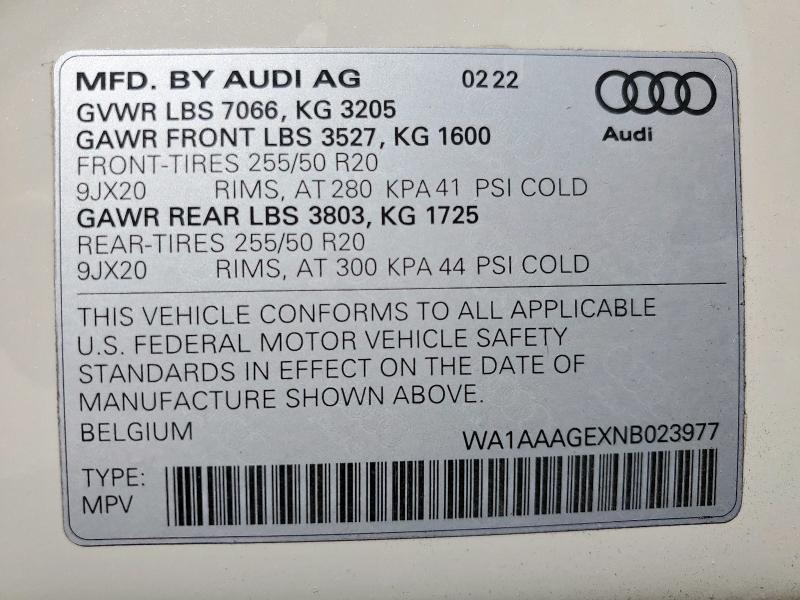 MFD. BY AUDI AG 02 22
GVWR LBS 7066, KG 3205
Audi
GAWR FRONT LBS 3527, KG 1600
FRONT-TIRES 255/50 R20
9JX20 RIMS, AT 280 KPA 41 PSI COLD
GAWR REAR LBS 3803, KG 1725
REAR-TIRES 255/50 R20
9JX20 RIMS, AT 300 KPA 44 PSI COLD
THIS VEHICLE CONFORMS TO ALL APPLICABLE
U.S. FEDERAL MOTOR VEHICLE SAFETY
STANDARDS IN EFFECT ON THE DATE OF
MANUFACTURE SHOWN ABOVE.
BELGIUM WA1AAAGEXNB023977
TYPE:
MPV